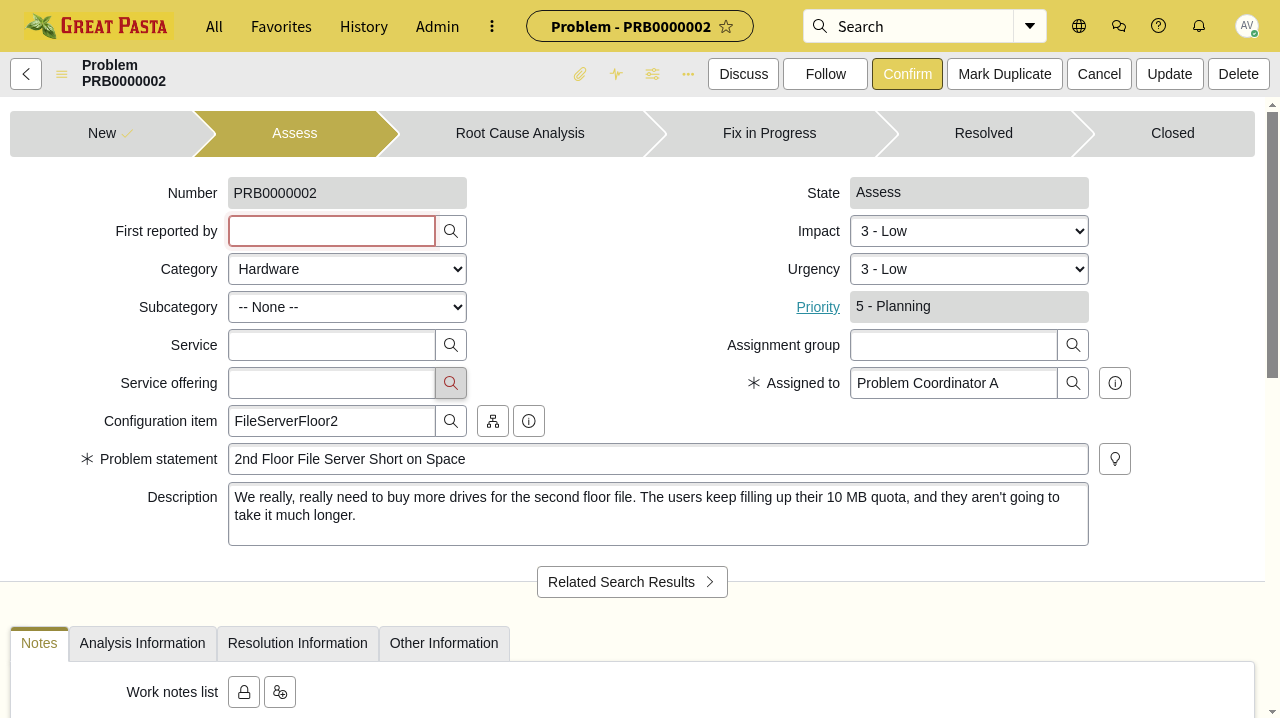 GREAT PASTA
All
Favorites
History
Admin
Problem - PRB0000002
Search
AV
Problem
PRB0000002
Discuss
Follow
Confirm
Mark Duplicate
Cancel
Update
Delete
New
Assess
Root Cause Analysis
Fix in Progress
Resolved
Closed
Number
PRB0000002
State
Assess
First reported by
Impact
3 - Low
Category
Hardware
Urgency
3 - Low
Subcategory
-- None --
Priority
5 - Planning
Service
Assignment group
Service offering
Assigned to
Problem Coordinator A
Configuration item
FileServerFloor2
Problem statement
2nd Floor File Server Short on Space
Description
We really, really need to buy more drives for the second floor file. The users keep filling up their 10 MB quota, and they aren't going to
take it much longer.
Related Search Results
Notes
Analysis Information
Resolution Information
Other Information
Work notes list